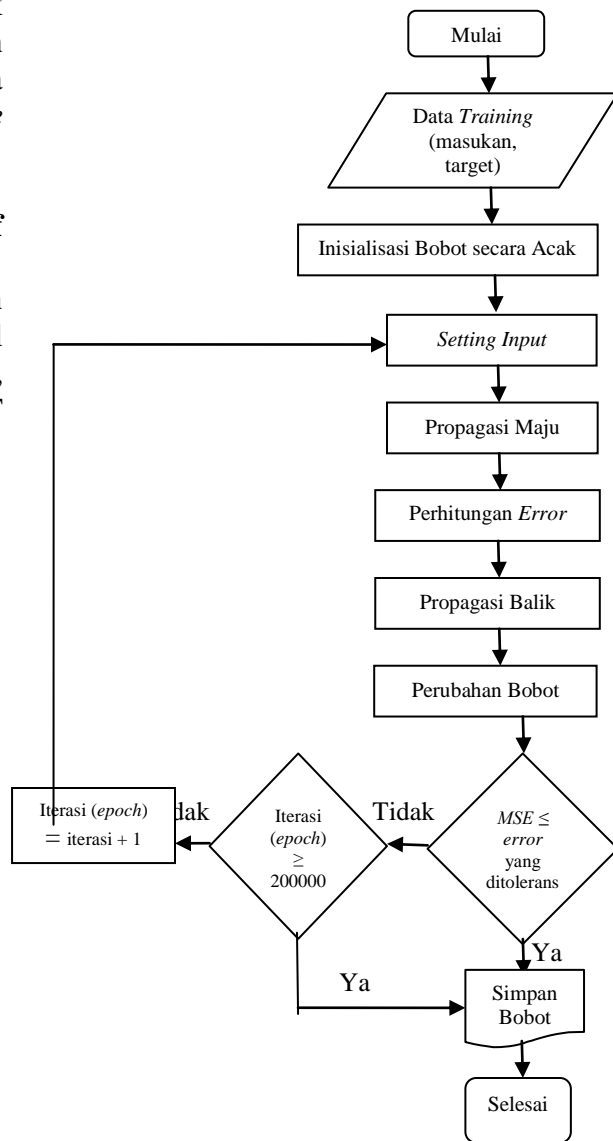 Mulai
Data Training
(masukan,
target)
Inisialisasi Bobot secara Acak
Setting Input
Propagasi Maju
Perhitungan Error
Propagasi Balik
Perubahan Bobot
MSE ≤
error
yang
ditolerans
Tidak
Iterasi
(epoch)
≥
200000
dak
Iterasi (epoch)
= iterasi + 1
Ya
Ya
Simpan
Bobot
Selesai